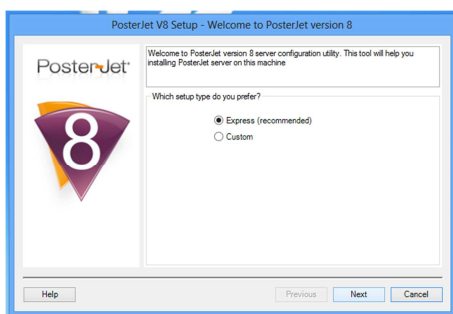 PosterJet V8 Setup - Welcome to PosterJet version 8
PosterJet
8
Welcome to PosterJet version 8 server configuration utility. This tool will help you
installing PosterJet server on this machine
Which setup type do you prefer?
Express (recommended)
Custom
Help
Previous
Next
Cancel